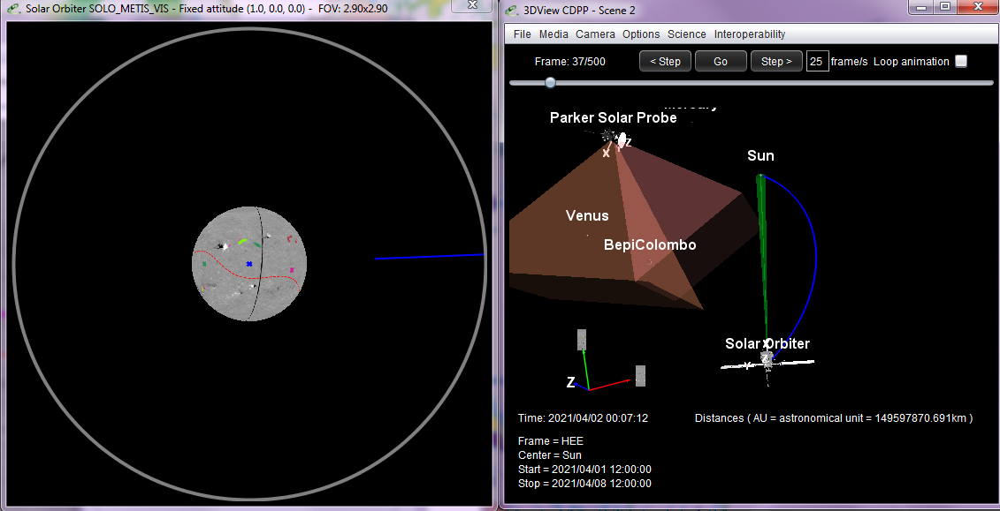 Solar Orbiter SOLO_METIS_VIS - Fixed attitude (1.0, 0.0, 0.0) - FOV: 2.90x2.90
3DView CDPP - Scene 2
File Media Camera Options Science Interoperability
Frame: 37/500 < Step Go Step > 25 frame/s Loop animation
Mercury
Parker Solar Probe
Z
X
Sun
Venus
BepiColombo
Solar Orbiter
X
Z
Y
Z
Time: 2021/04/02 00:07:12 Distances ( AU = astronomical unit = 149597870.691km )
Frame = HEE
Center = Sun
Start = 2021/04/01 12:00:00
Stop = 2021/04/08 12:00:00